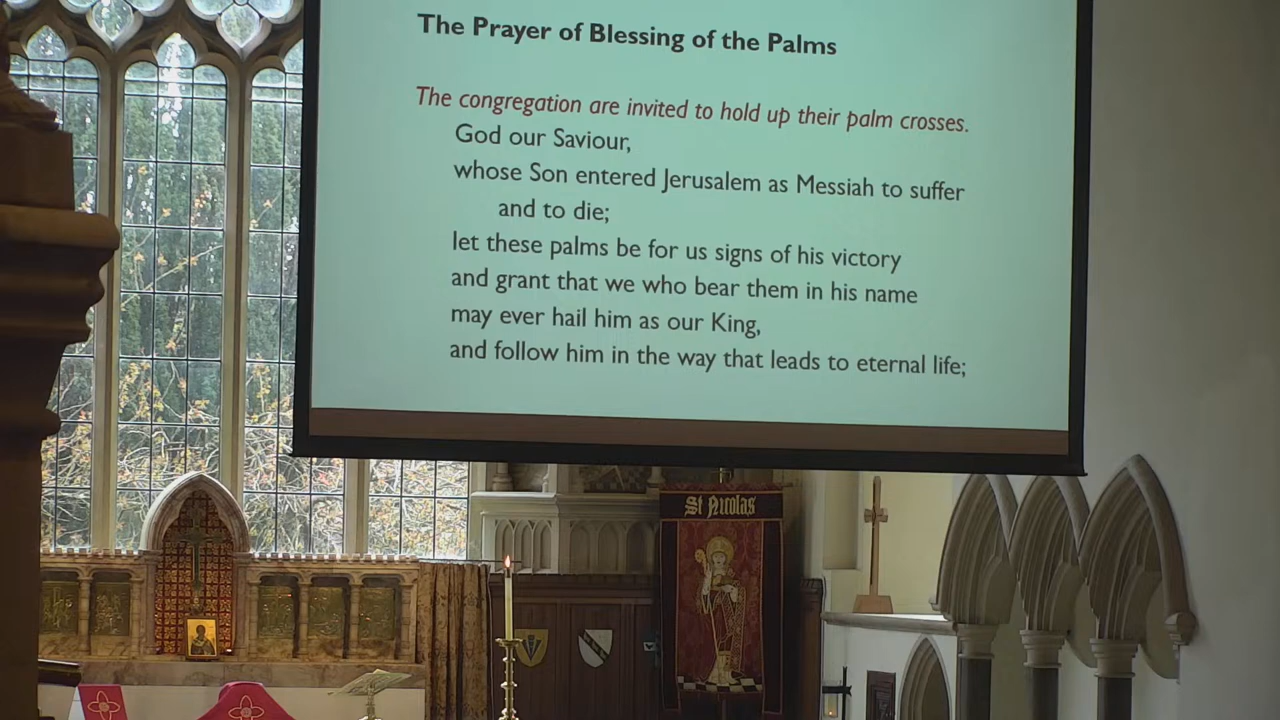 The Prayer of Blessing of the Palms
The congregation are invited to hold up their palm crosses.
God our Saviour,
whose Son entered Jerusalem as Messiah to suffer
and to die;
let these palms be for us signs of his victory
and grant that we who bear them in his name
may ever hail him as our King,
and follow him in the way that leads to eternal life;
St Nicolas